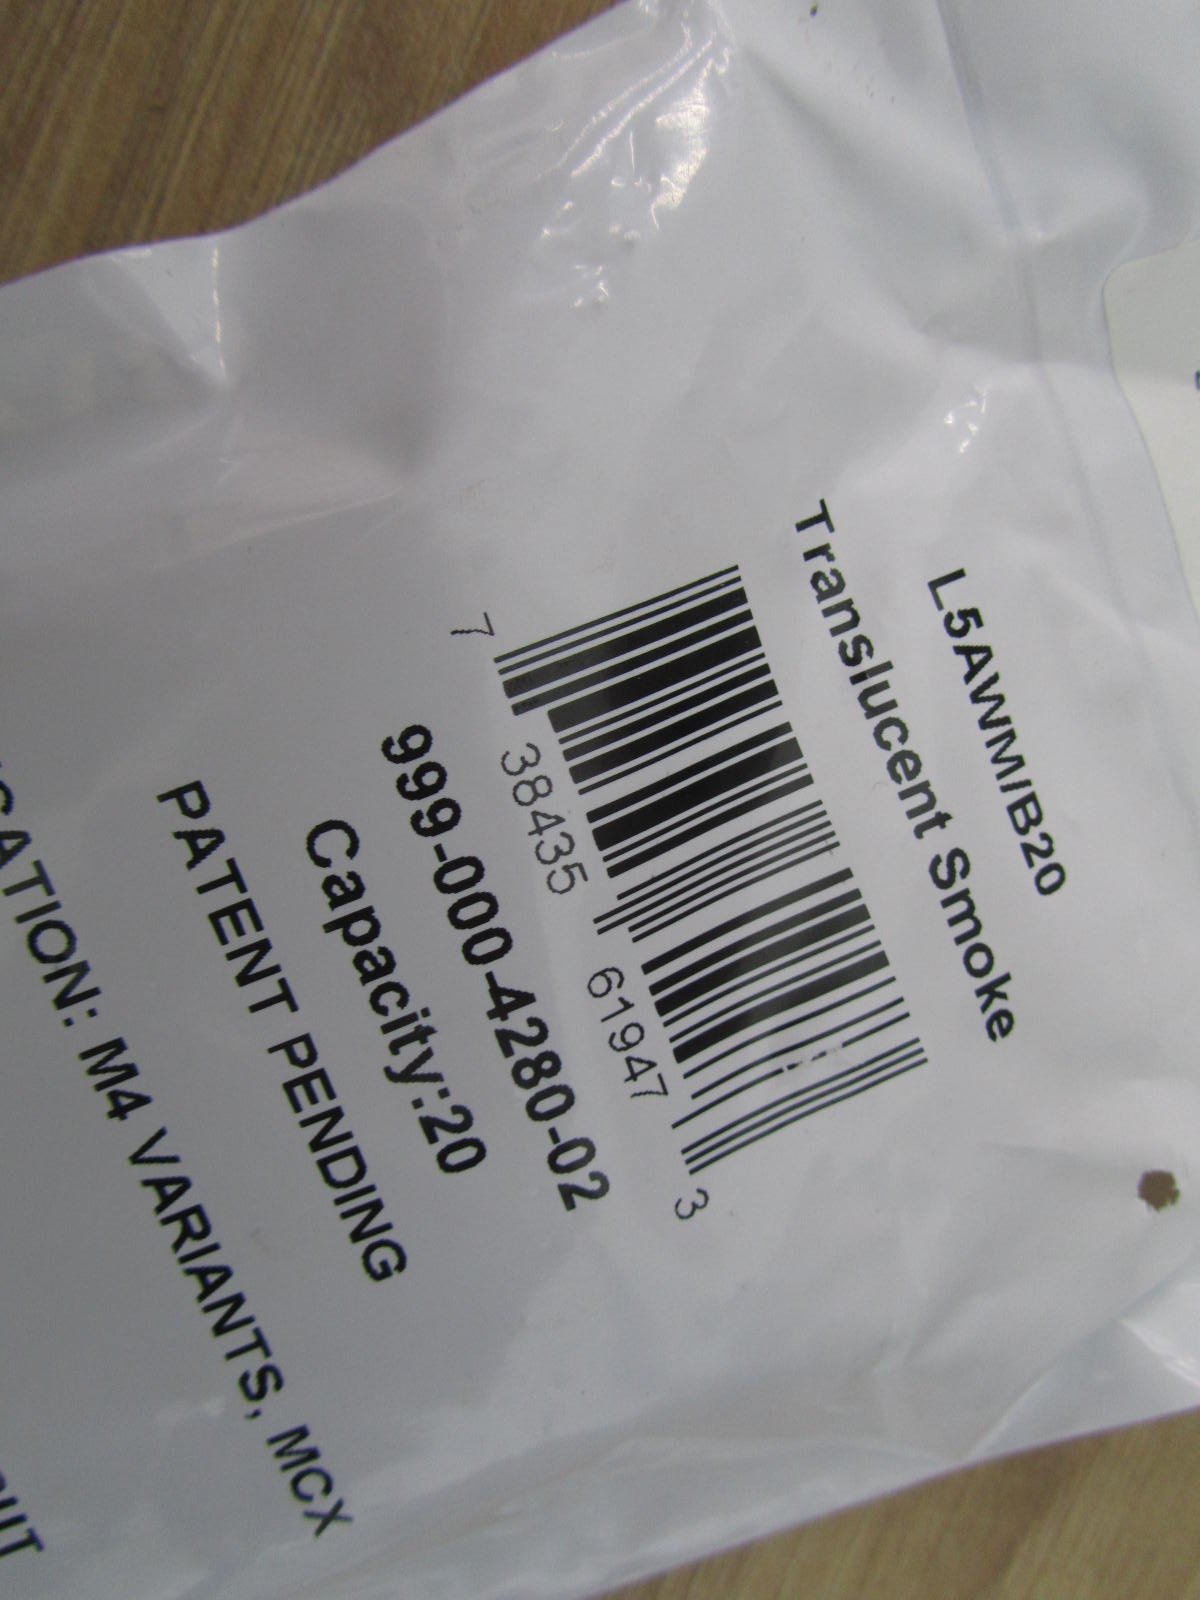 L5AWM/B20
Translucent Smoke
7 38435 61947 3
999-000-4280-02
Capacity:20
PATENT PENDING
CATION: M4 VARIANTS, MCX